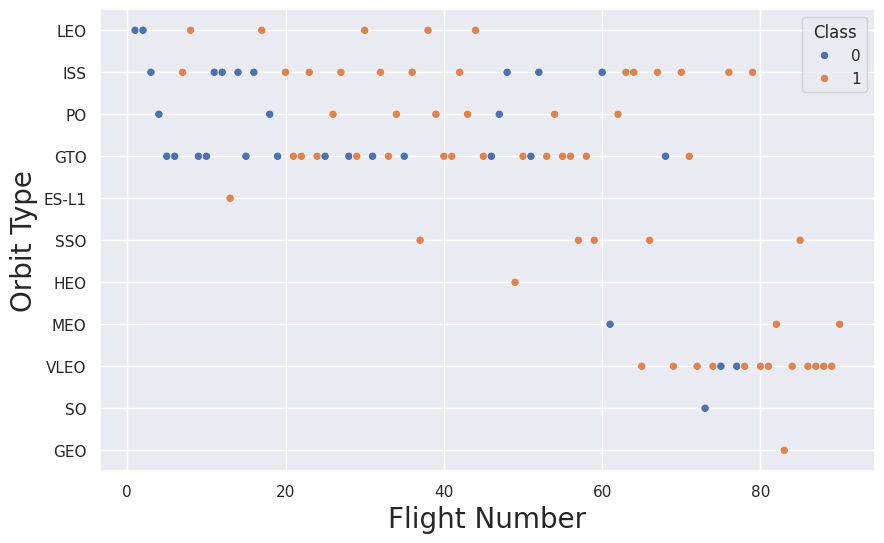 LEO
ISS
PO
GTO
ES-L1
SSO
HEO
MEO
VLEO
SO
GEO
Orbit Type
0 20 40 60 80
Flight Number
Class
0
1